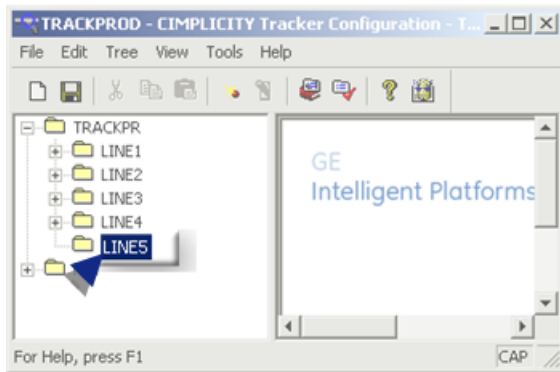 TRACKPROD - CIMPLICITY Tracker Configuration - T...
File Edit Tree View Tools Help
TRACKPR
LINE1
LINE2
LINE3
LINE4
LINE5
GE
Intelligent Platforms
For Help, press F1
CAP